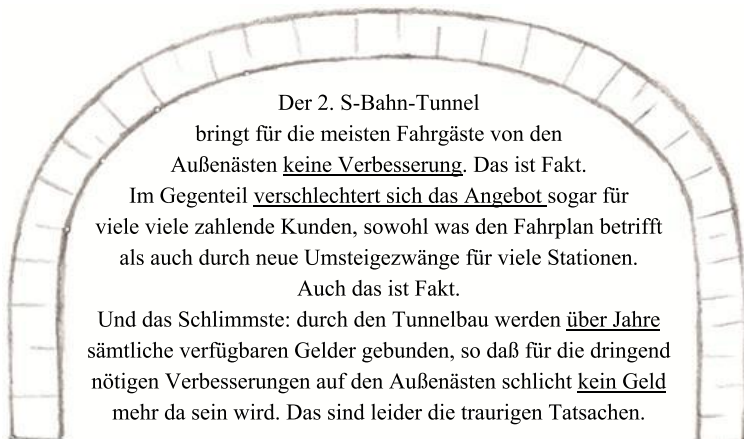 Der 2. S-Bahn-Tunnel
bringt für die meisten Fahrgäste von den
Außenästen keine Verbesserung. Das ist Fakt.
Im Gegenteil verschlechtert sich das Angebot sogar für
viele viele zahlende Kunden, sowohl was den Fahrplan betrifft
als auch durch neue Umsteigezwänge für viele Stationen.
Auch das ist Fakt.
Und das Schlimmste: durch den Tunnelbau werden über Jahre
sämtliche verfügbaren Gelder gebunden, so daß für die dringend
nötigen Verbesserungen auf den Außenästen schlicht kein Geld
mehr da sein wird. Das sind leider die traurigen Tatsachen.